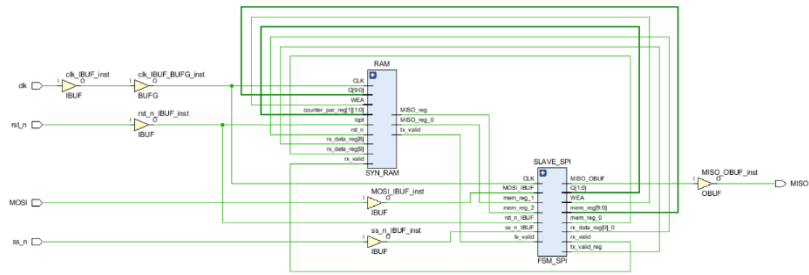 clk
clk_IBUF_inst
I
O
IBUF
clk_IBUF_BUFG_inst
I
O
BUFG
rst_n
rst_n_IBUF_inst
I
O
IBUF
RAM
CLK
Q[9:0]
WEA
counter_par_reg[1][1:0]
lopt
rst_n
rx_data_reg[8]
rx_data_reg[9]
rx_valid
MISO_reg
MISO_reg_0
tx_valid
SYN_RAM
MOSI
MOSI_IBUF_inst
I
O
IBUF
ss_n
ss_n_IBUF_inst
I
O
IBUF
SLAVE_SPI
CLK
MOSI_IBUF
mem_reg_1
mem_reg_2
rst_n_IBUF
ss_n_IBUF
tx_valid
MISO_OBUF
Q[1:0]
WEA
mem_reg[9:0]
mem_reg_0
rx_data_reg[0]_0
rx_valid
tx_valid_reg
FSM_SPI
MISO_OBUF_inst
I
O
OBUF
MISO